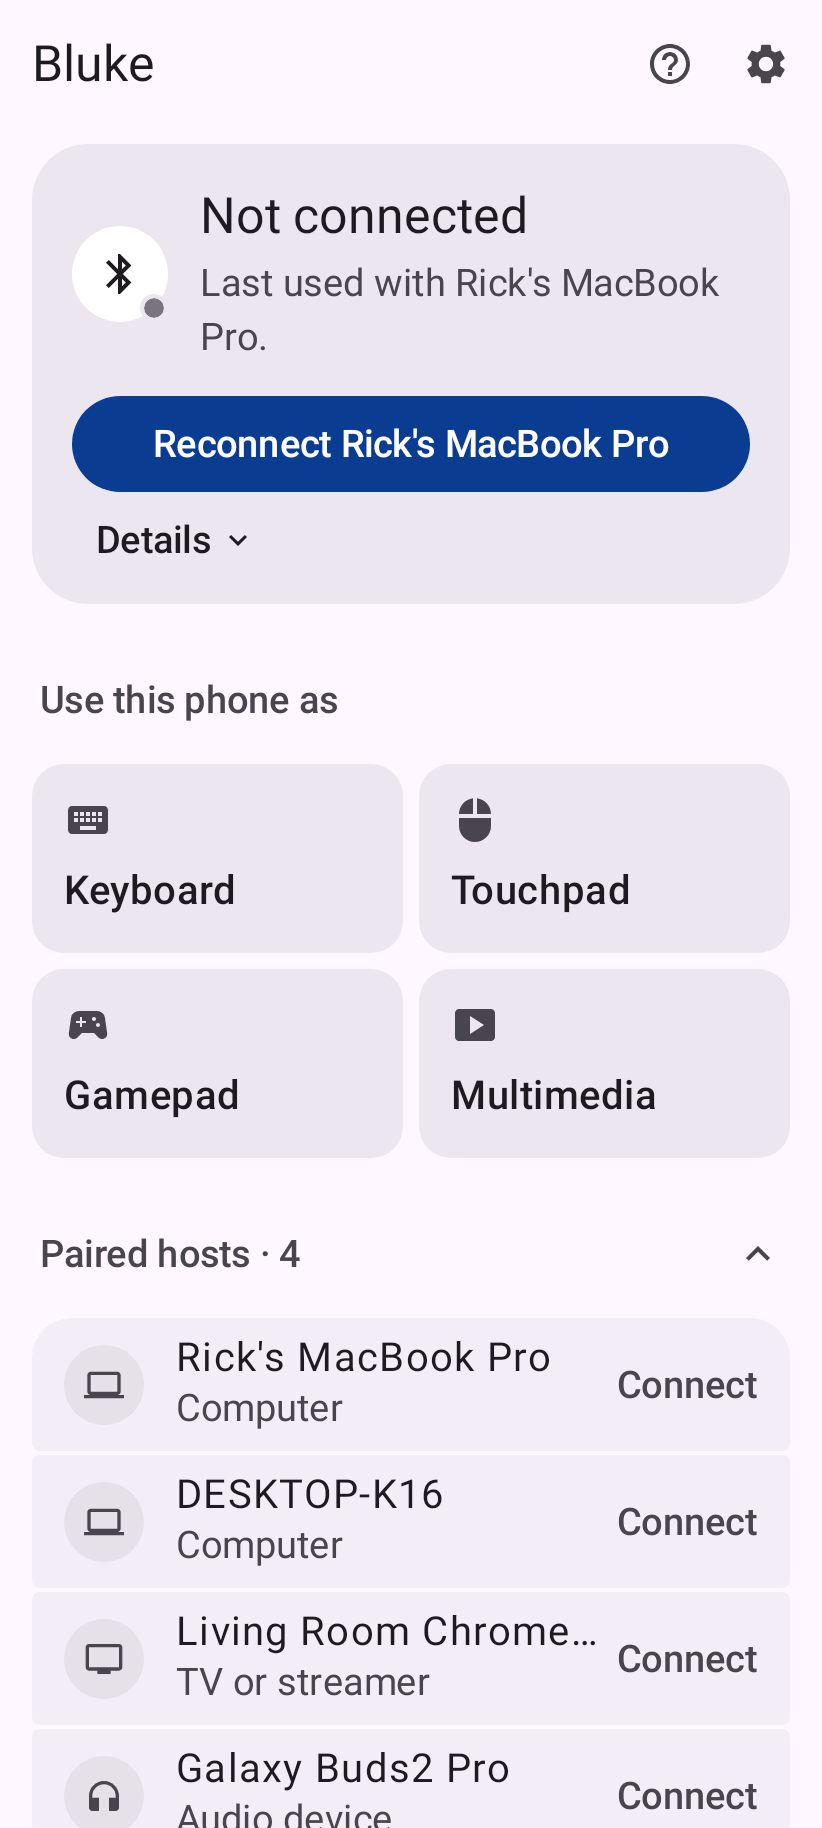 Bluke
Not connected
Last used with Rick's MacBook
Pro.
Reconnect Rick's MacBook Pro
Details
Use this phone as
Keyboard
Touchpad
Gamepad
Multimedia
Paired hosts · 4
Rick's MacBook Pro
Computer
Connect
DESKTOP-K16
Computer
Connect
Living Room Chrome…
TV or streamer
Connect
Galaxy Buds2 Pro
Audio device
Connect